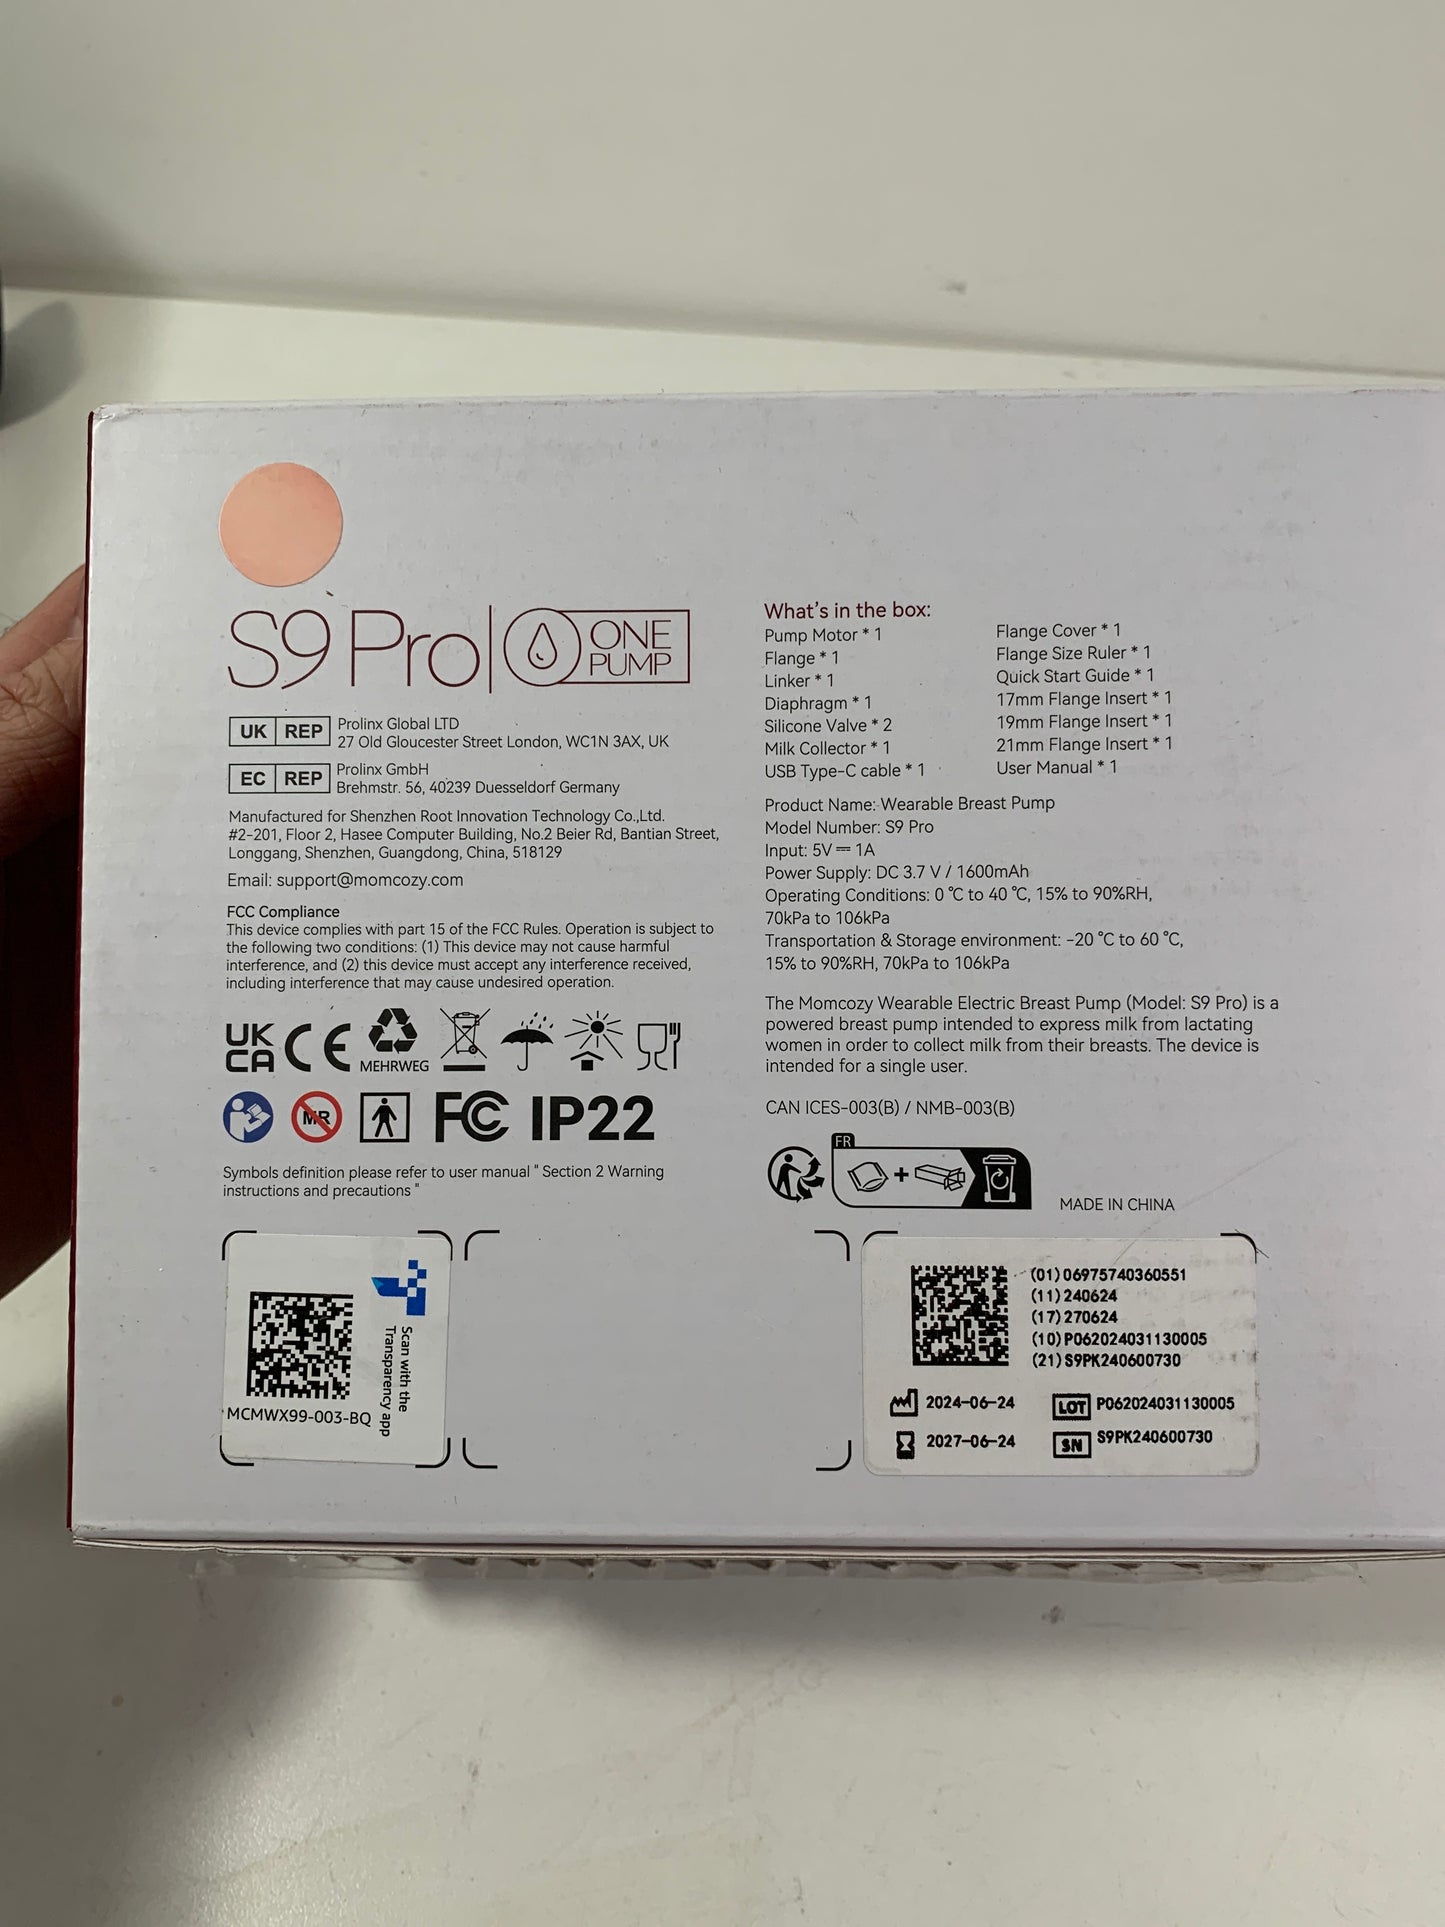 S9 Pro
ONE
PUMP
UK REP
Prolinx Global LTD
27 Old Gloucester Street London, WC1N 3AX, UK
EC REP
Prolinx GmbH
Brehmstr. 56, 40239 Duesseldorf Germany
Manufactured for Shenzhen Root Innovation Technology Co.,Ltd.
#2-201, Floor 2, Hasee Computer Building, No.2 Beier Rd, Bantian Street,
Longgang, Shenzhen, Guangdong, China, 518129
Email: support@momcozy.com
FCC Compliance
This device complies with part 15 of the FCC Rules. Operation is subject to
the following two conditions: (1) This device may not cause harmful
interference, and (2) this device must accept any interference received,
including interference that may cause undesired operation.
UK
CA
CE
MEHRWEG
MR
FC
IP22
Symbols definition please refer to user manual " Section 2 Warning
instructions and precautions "
Scan with the
Transparency app
MCMWX99-003-BQ
What's in the box:
Pump Motor * 1
Flange * 1
Linker * 1
Diaphragm * 1
Silicone Valve * 2
Milk Collector * 1
USB Type-C cable * 1
Flange Cover * 1
Flange Size Ruler * 1
Quick Start Guide * 1
17mm Flange Insert * 1
19mm Flange Insert * 1
21mm Flange Insert * 1
User Manual * 1
Product Name: Wearable Breast Pump
Model Number: S9 Pro
Input: 5V⎓1A
Power Supply: DC 3.7 V / 1600mAh
Operating Conditions: 0 ℃ to 40 ℃, 15% to 90%RH,
70kPa to 106kPa
Transportation & Storage environment: -20 ℃ to 60 ℃,
15% to 90%RH, 70kPa to 106kPa
The Momcozy Wearable Electric Breast Pump (Model: S9 Pro) is a
powered breast pump intended to express milk from lactating
women in order to collect milk from their breasts. The device is
intended for a single user.
CAN ICES-003(B) / NMB-003(B)
FR
+
MADE IN CHINA
(01)06975740360551
(11)240624
(17)270624
(10)P062024031130005
(21)S9PK240600730
2024-06-24
LOT P062024031130005
2027-06-24
SN S9PK240600730